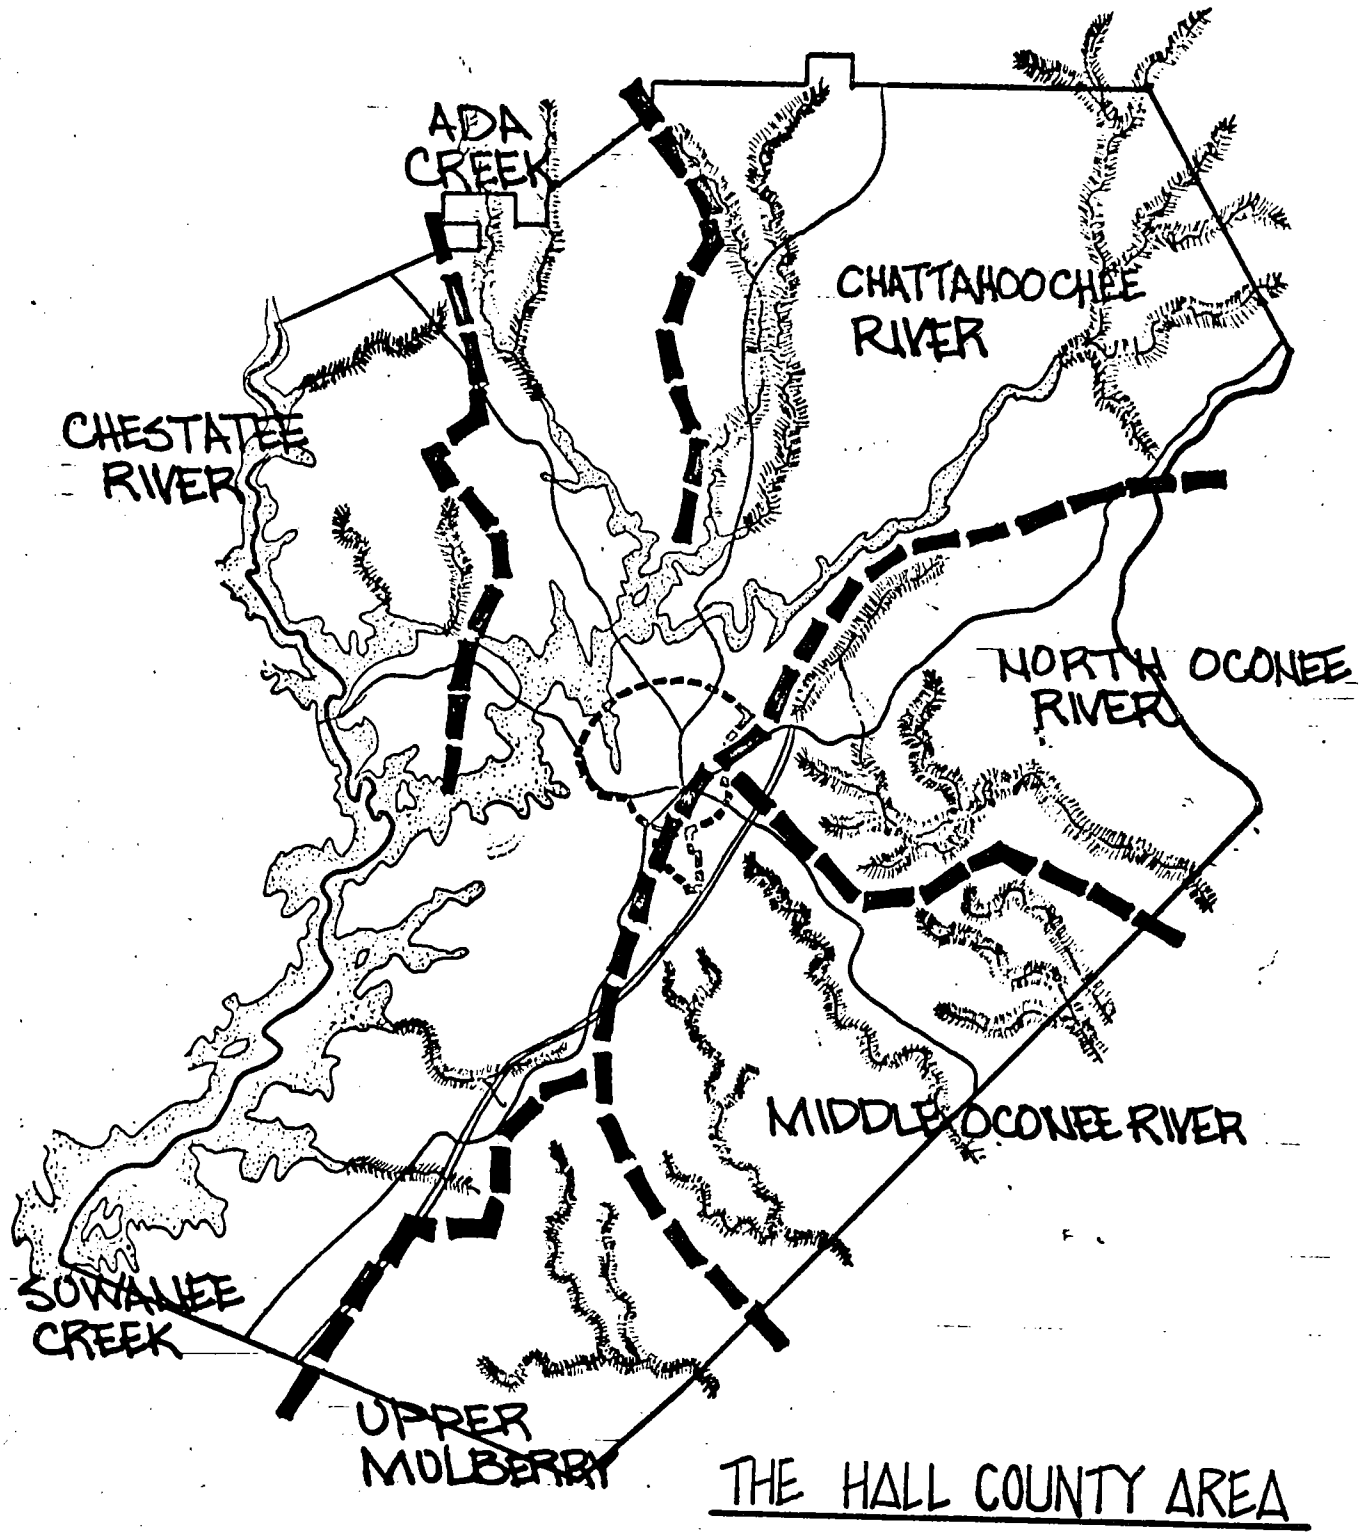 ADA
CREEK
CHATTAHOOCHEE
RIVER
CHESTATEE
RIVER
NORTH OCONEE
RIVER
MIDDLE OCONEE RIVER
SOWANEE
CREEK
UPPER
MULBERRY
THE HALL COUNTY AREA